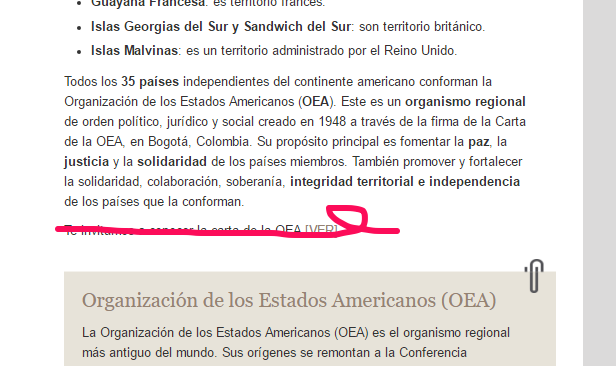 Guayana Francesa: es territorio francés.
Islas Georgias del Sur y Sandwich del Sur: son territorio británico.
Islas Malvinas: es un territorio administrado por el Reino Unido.
Todos los 35 países independientes del continente americano conforman la
Organización de los Estados Americanos (OEA). Este es un organismo regional
de orden político, jurídico y social creado en 1948 a través de la firma de la Carta
de la OEA, en Bogotá, Colombia. Su propósito principal es fomentar la paz, la
justicia y la solidaridad de los países miembros. También promover y fortalecer
la solidaridad, colaboración, soberanía, integridad territorial e independencia
de los países que la conforman.
Te invitamos a conocer la carta de la OEA [VER]
Organización de los Estados Americanos (OEA)
La Organización de los Estados Americanos (OEA) es el organismo regional
más antiguo del mundo. Sus orígenes se remontan a la Conferencia